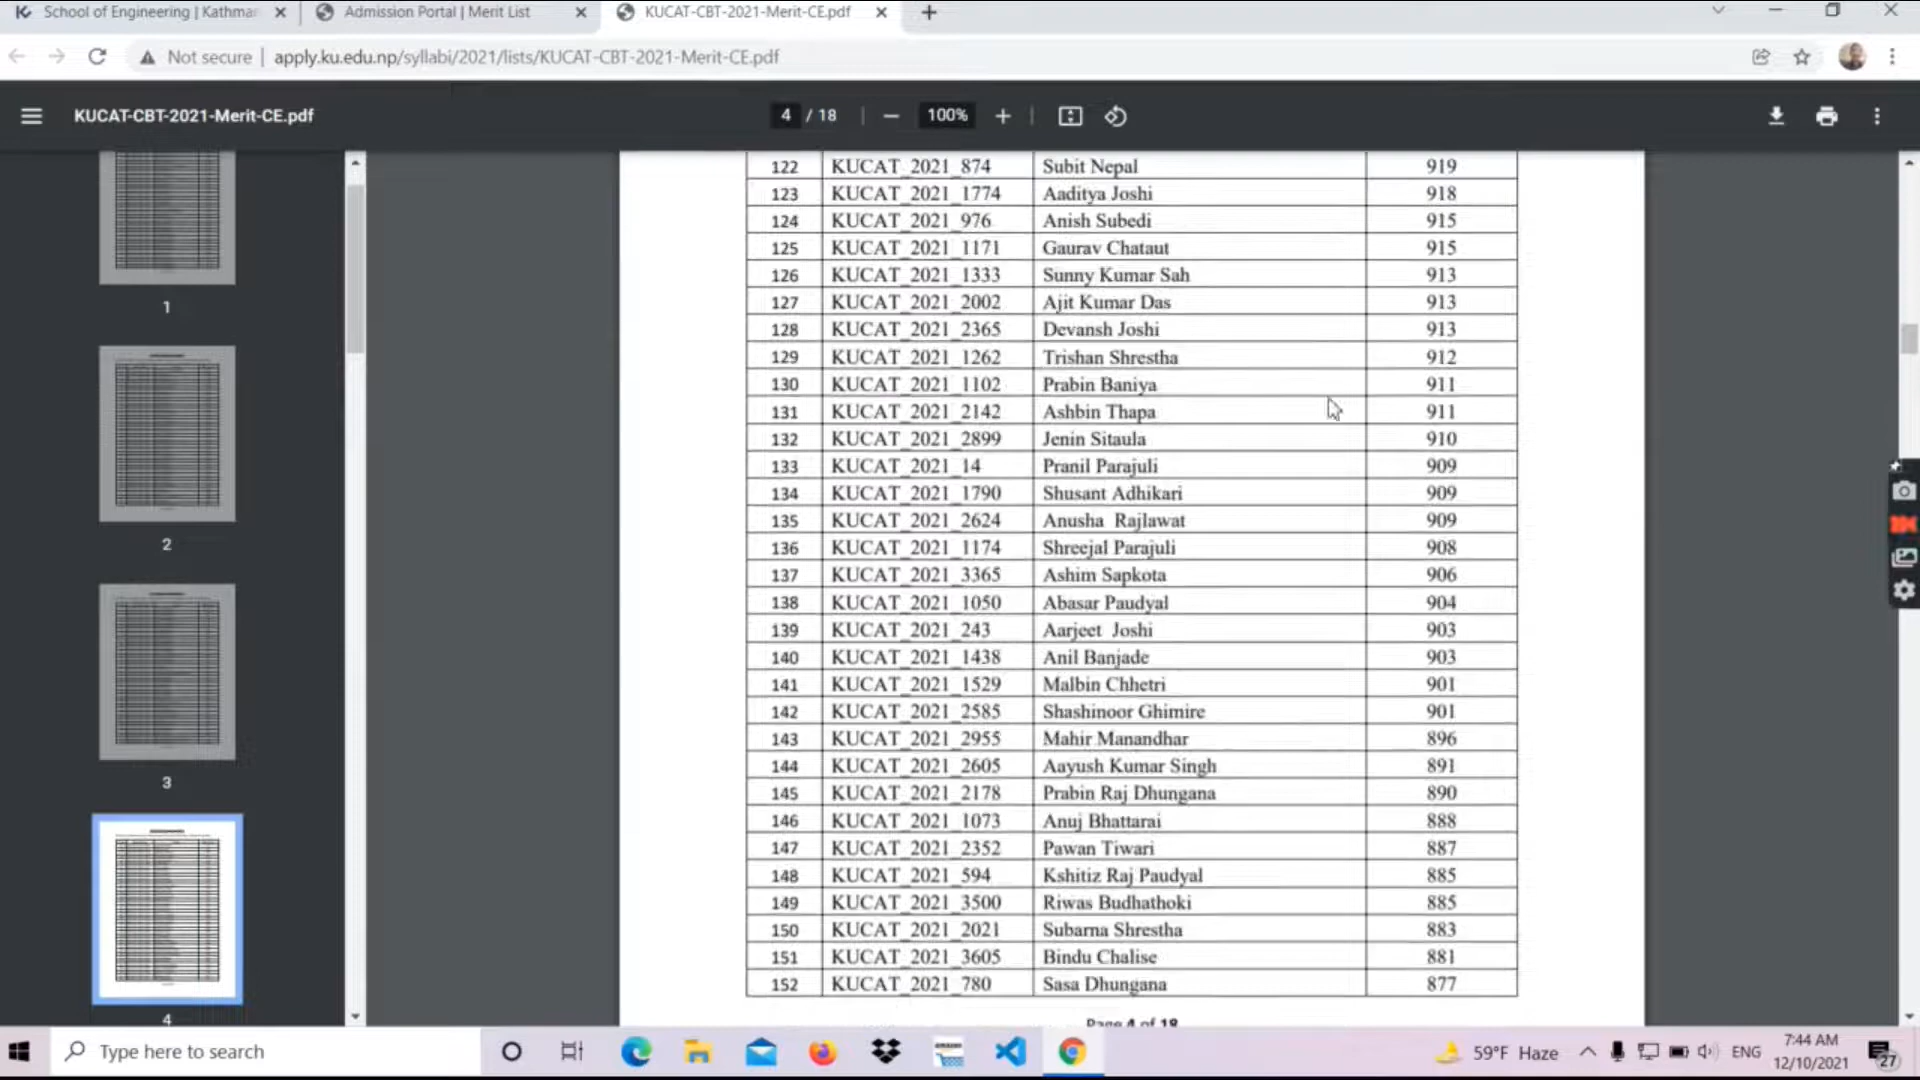 School of Engineering | Kathma
Admission Portal | Merit List
KUCAT-CBT-2021-Merit-CE.pdf
Not secure | apply.ku.edu.np/syllabi/2021/lists/KUCAT-CBT-2021-Merit-CE.pdf
KUCAT-CBT-2021-Merit-CE.pdf
4 / 18
100%
1
2
3
4
122 KUCAT_2021_874 Subit Nepal 919
123 KUCAT_2021_1774 Aaditya Joshi 918
124 KUCAT_2021_976 Anish Subedi 915
125 KUCAT_2021_1171 Gaurav Chataut 915
126 KUCAT_2021_1333 Sunny Kumar Sah 913
127 KUCAT_2021_2002 Ajit Kumar Das 913
128 KUCAT_2021_2365 Devansh Joshi 913
129 KUCAT_2021_1262 Trishan Shrestha 912
130 KUCAT_2021_1102 Prabin Baniya 911
131 KUCAT_2021_2142 Ashbin Thapa 911
132 KUCAT_2021_2899 Jenin Sitaula 910
133 KUCAT_2021_14 Pranil Parajuli 909
134 KUCAT_2021_1790 Shusant Adhikari 909
135 KUCAT_2021_2624 Anusha Rajlawat 909
136 KUCAT_2021_1174 Shreejal Parajuli 908
137 KUCAT_2021_3365 Ashim Sapkota 906
138 KUCAT_2021_1050 Abasar Paudyal 904
139 KUCAT_2021_243 Aarjeet Joshi 903
140 KUCAT_2021_1438 Anil Banjade 903
141 KUCAT_2021_1529 Malbin Chhetri 901
142 KUCAT_2021_2585 Shashinoor Ghimire 901
143 KUCAT_2021_2955 Mahir Manandhar 896
144 KUCAT_2021_2605 Aayush Kumar Singh 891
145 KUCAT_2021_2178 Prabin Raj Dhungana 890
146 KUCAT_2021_1073 Anuj Bhattarai 888
147 KUCAT_2021_2352 Pawan Tiwari 887
148 KUCAT_2021_594 Kshitiz Raj Paudyal 885
149 KUCAT_2021_3500 Riwas Budhathoki 885
150 KUCAT_2021_2021 Subarna Shrestha 883
151 KUCAT_2021_3605 Bindu Chalise 881
152 KUCAT_2021_780 Sasa Dhungana 877
Page 4 of 18
Type here to search
59°F Haze
ENG
7:44 AM
12/10/2021
27